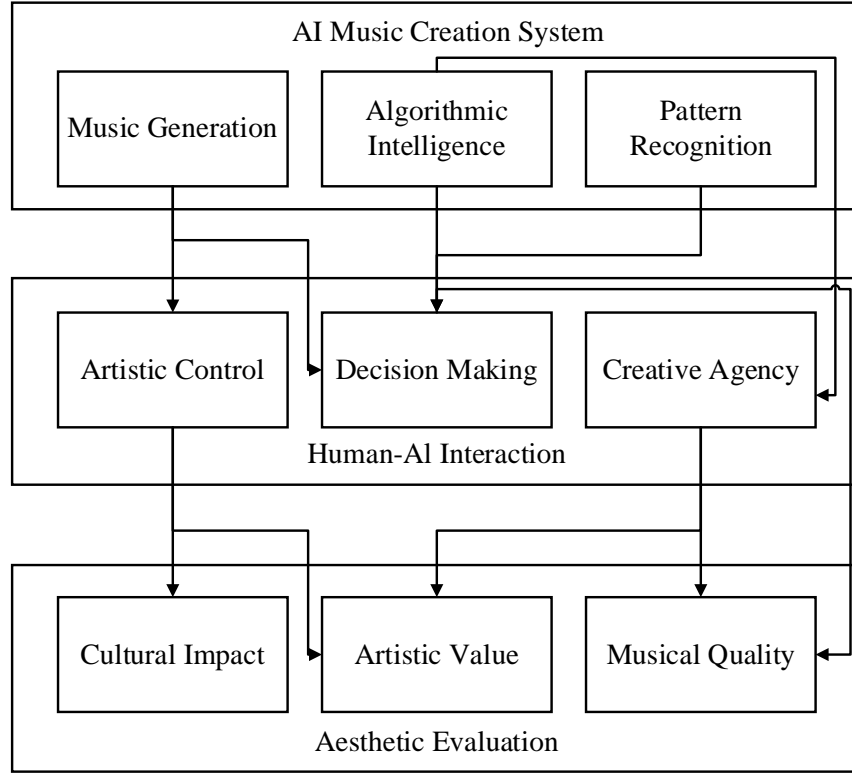 AI Music Creation System
Music Generation
Algorithmic
Intelligence
Pattern
Recognition
Artistic Control
Decision Making
Creative Agency
Human-Al Interaction
Cultural Impact
Artistic Value
Musical Quality
Aesthetic Evaluation